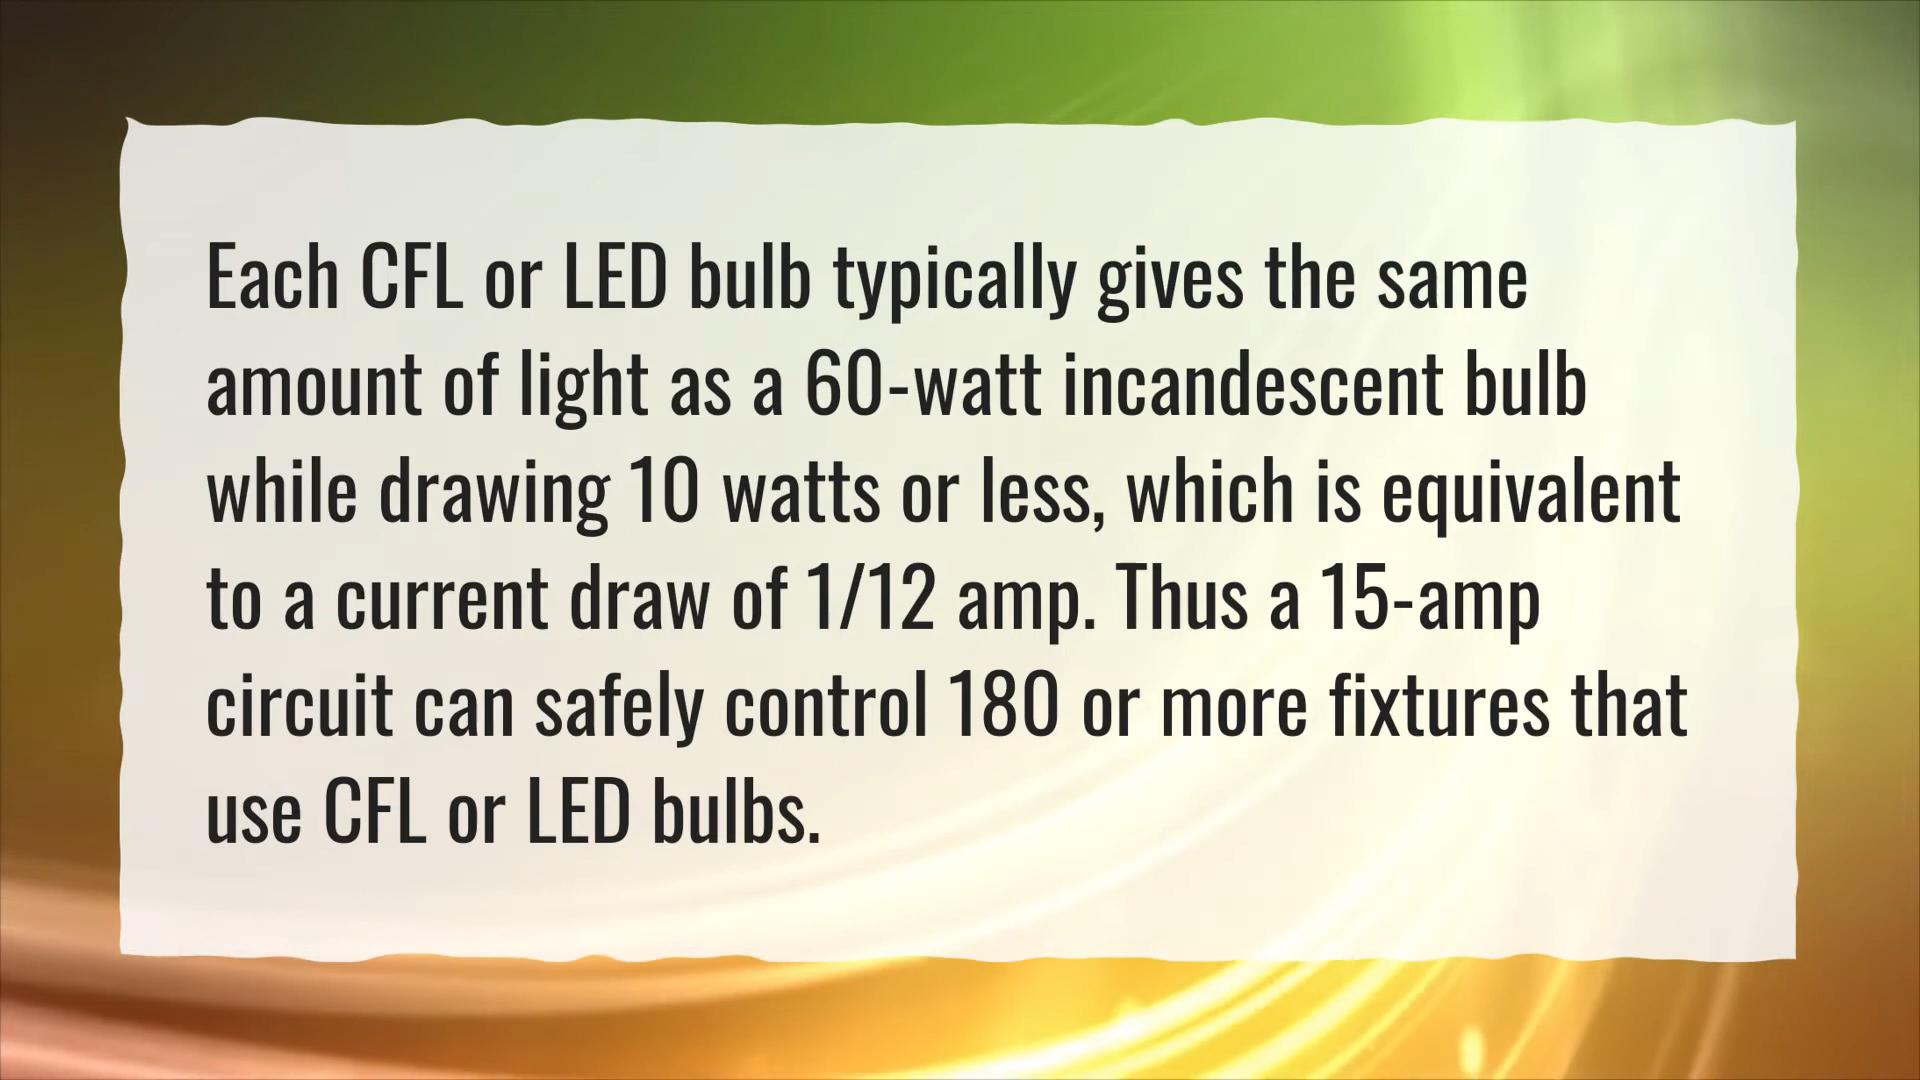 Each CFL or LED bulb typically gives the same
amount of light as a 60-watt incandescent bulb
while drawing 10 watts or less, which is equivalent
to a current draw of 1/12 amp. Thus a 15-amp
circuit can safely control 180 or more fixtures that
use CFL or LED bulbs.